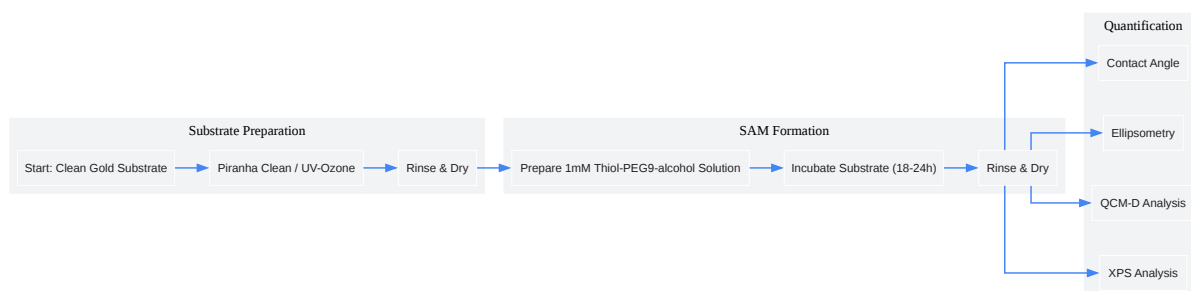 Substrate Preparation
Start: Clean Gold Substrate
Piranha Clean / UV-Ozone
Rinse & Dry
SAM Formation
Prepare 1mM Thiol-PEG9-alcohol Solution
Incubate Substrate (18-24h)
Rinse & Dry
Quantification
Contact Angle
Ellipsometry
QCM-D Analysis
XPS Analysis